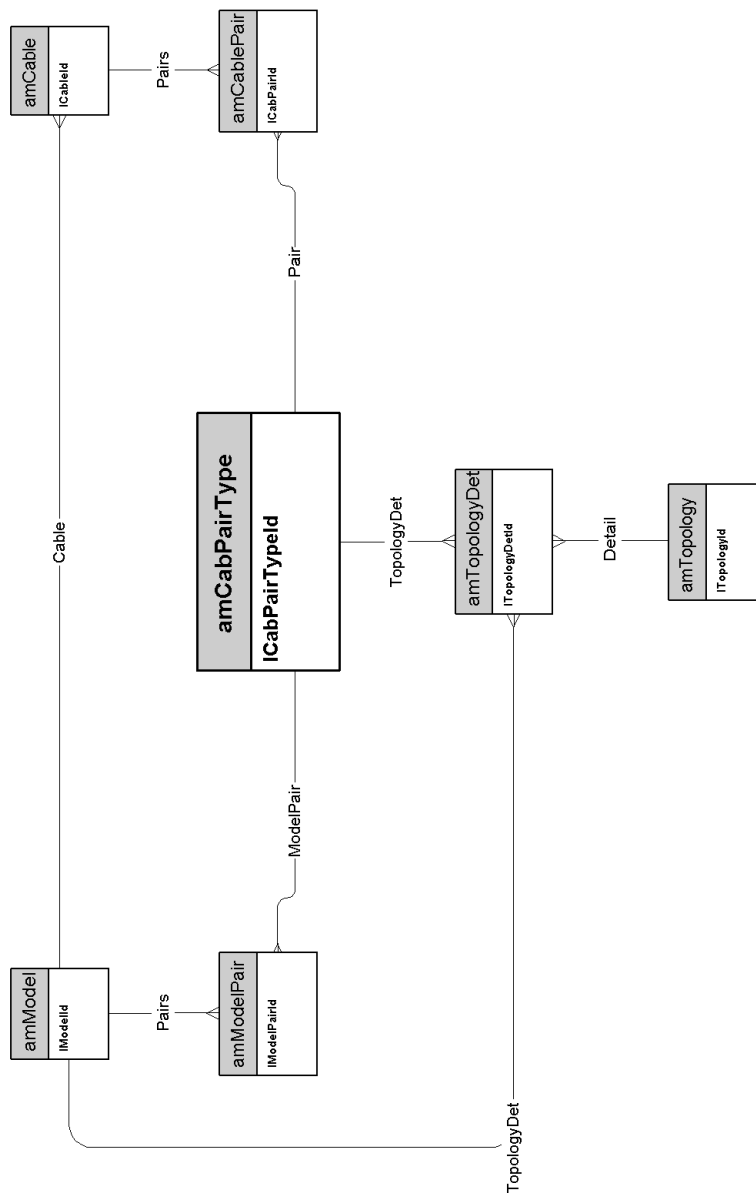 amModel
lModelId
Cable
amCable
lCableId
Pairs
Pairs
amModelPair
lModelPairId
ModelPair
amCabPairType
lCabPairTypeId
Pair
amCablePair
lCabPairId
TopologyDet
TopologyDet
amTopologyDet
lTopologyDetId
Detail
amTopology
lTopologyId